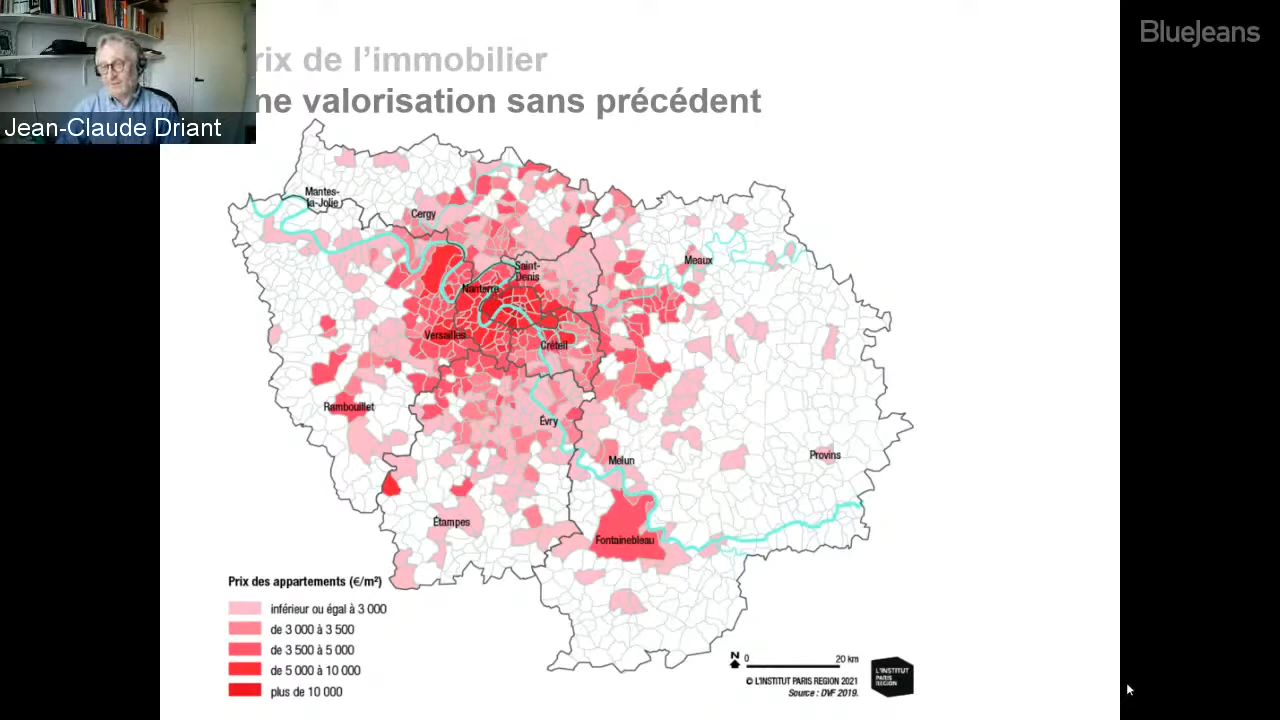 BlueJeans
rix de l'immobilier
ne valorisation sans précédent
Jean-Claude Driant
Mantes-
la-Jolie
Cergy
Saint-
Denis
Meaux
Nanterre
Versailles
Créteil
Rambouillet
Évry
Melun
Provins
Étampes
Fontainebleau
Prix des appartements (€/m²)
inférieur ou égal à 3 000
de 3 000 à 3 500
de 3 500 à 5 000
de 5 000 à 10 000
plus de 10 000
N 0 20 km
© L'INSTITUT PARIS REGION 2021
Source : DVF 2019.
L'INSTITUT
PARIS
REGION